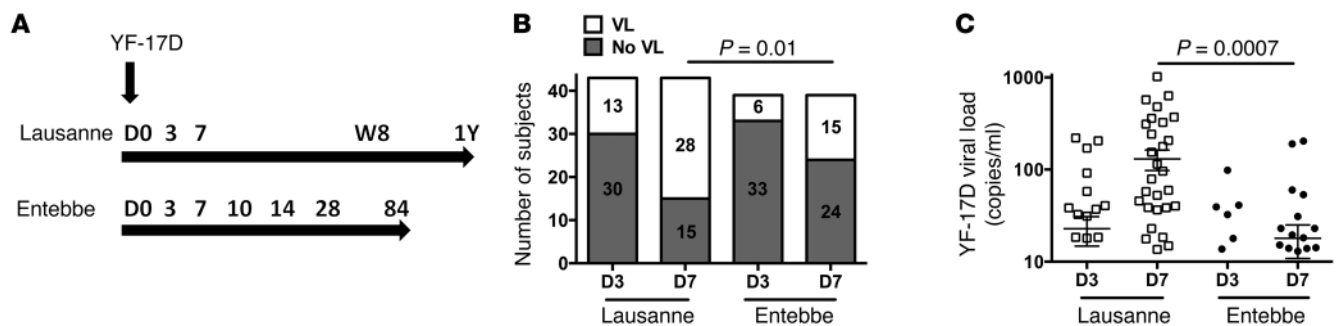 A
YF-17D
Lausanne D0 3 7 W8 1Y
Entebbe D0 3 7 10 14 28 84
B
VL
No VL
P = 0.01
Number of subjects
40
30
20
10
0
13
28
6
15
30
15
33
24
D3 D7 D3 D7
Lausanne Entebbe
C
P = 0.0007
YF-17D viral load
(copies/ml)
1000
100
10
D3 D7 D3 D7
Lausanne Entebbe